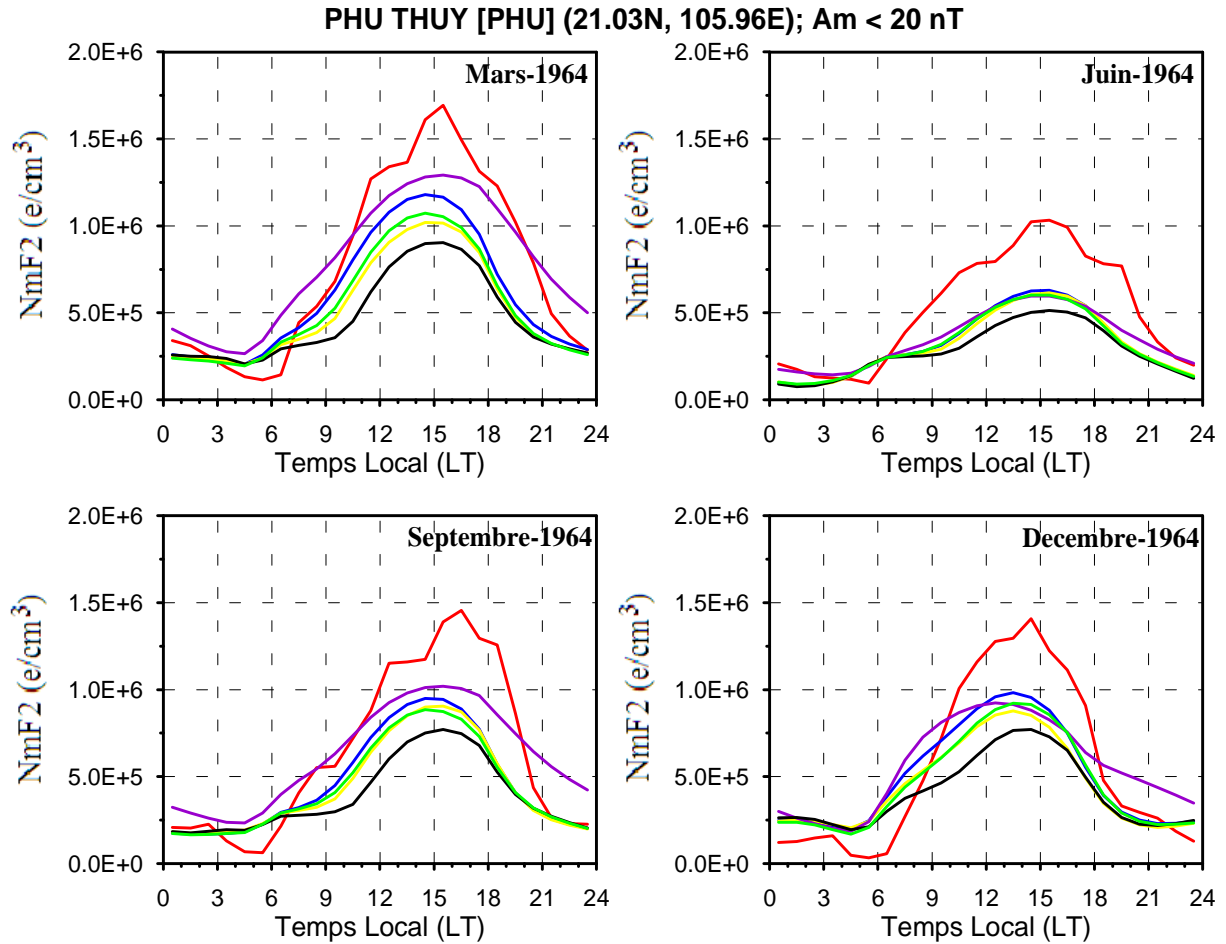 PHU THUY [PHU] (21.03N, 105.96E); Am < 20 nT
Mars-1964
NmF2 (e/cm³)
2.0E+6
1.5E+6
1.0E+6
5.0E+5
0.0E+0
0 3 6 9 12 15 18 21 24
Temps Local (LT)
Juin-1964
NmF2 (e/cm³)
2.0E+6
1.5E+6
1.0E+6
5.0E+5
0.0E+0
0 3 6 9 12 15 18 21 24
Temps Local (LT)
Septembre-1964
NmF2 (e/cm³)
2.0E+6
1.5E+6
1.0E+6
5.0E+5
0.0E+0
0 3 6 9 12 15 18 21 24
Temps Local (LT)
Decembre-1964
NmF2 (e/cm³)
2.0E+6
1.5E+6
1.0E+6
5.0E+5
0.0E+0
0 3 6 9 12 15 18 21 24
Temps Local (LT)